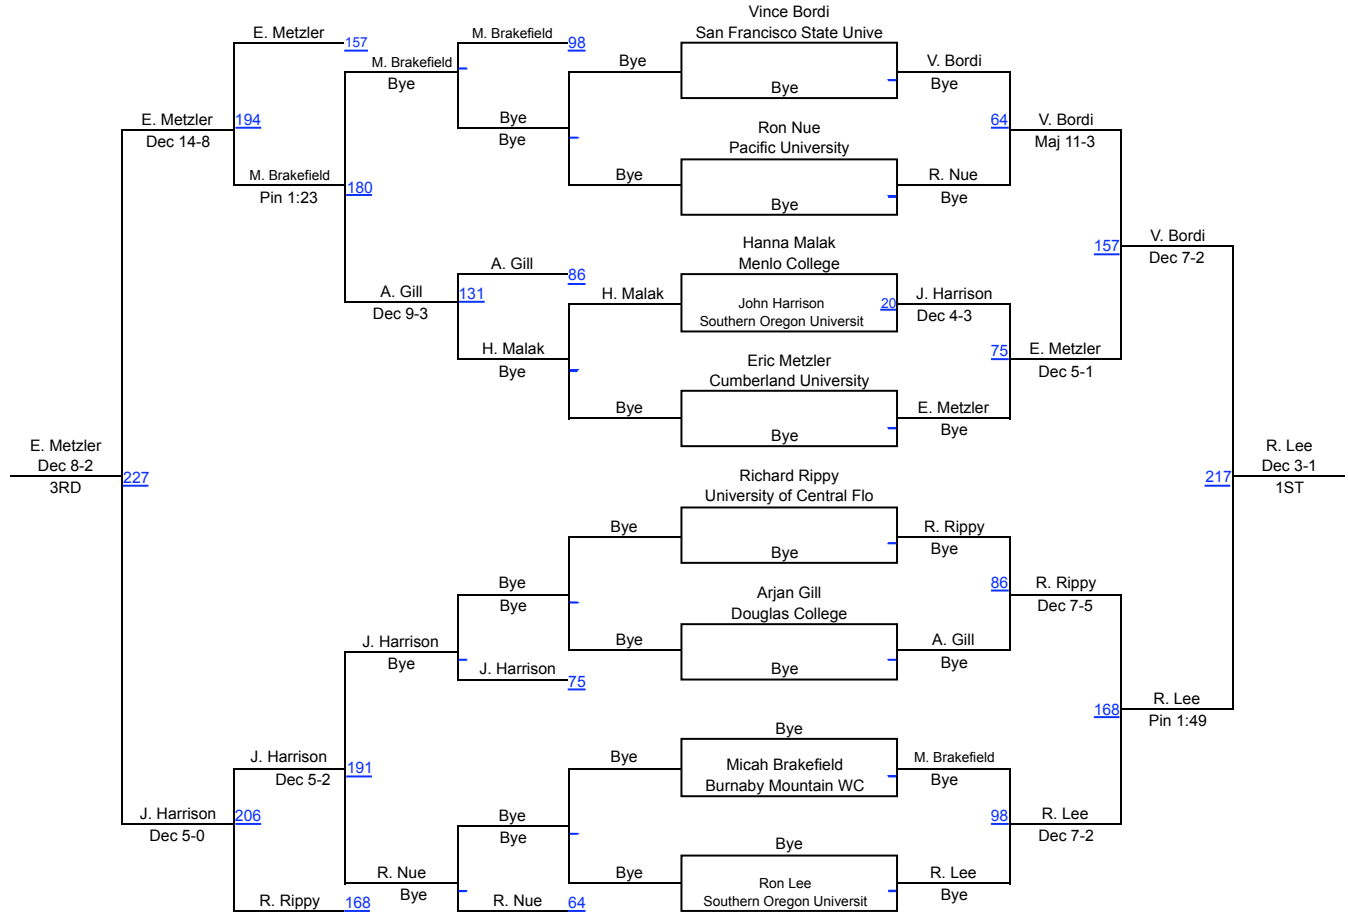 Vince Bordi
San Francisco State Unive
E. Metzler
157
M. Brakefield
98
M. Brakefield
Bye
Bye
Bye
V. Bordi
Bye
E. Metzler
Dec 14-8
194
Bye
Bye
Ron Nue
Pacific University
64
V. Bordi
Maj 11-3
M. Brakefield
Pin 1:23
180
Bye
Bye
R. Nue
Bye
Hanna Malak
Menlo College
157
V. Bordi
Dec 7-2
A. Gill
86
A. Gill
Dec 9-3
131
H. Malak
John Harrison
Southern Oregon Universit
20
J. Harrison
Dec 4-3
H. Malak
Bye
Eric Metzler
Cumberland University
75
E. Metzler
Dec 5-1
Bye
Bye
E. Metzler
Bye
E. Metzler
Dec 8-2
3RD
227
Richard Rippy
University of Central Flo
217
R. Lee
Dec 3-1
1ST
Bye
Bye
R. Rippy
Bye
Bye
Bye
Arjan Gill
Douglas College
86
R. Rippy
Dec 7-5
J. Harrison
Bye
Bye
Bye
A. Gill
Bye
J. Harrison
75
168
R. Lee
Pin 1:49
Bye
J. Harrison
Dec 5-2
191
Bye
Micah Brakefield
Burnaby Mountain WC
M. Brakefield
Bye
J. Harrison
Dec 5-0
206
Bye
Bye
Bye
98
R. Lee
Dec 7-2
R. Nue
Bye
Bye
Ron Lee
Southern Oregon Universit
R. Lee
Bye
R. Rippy
168
R. Nue
64